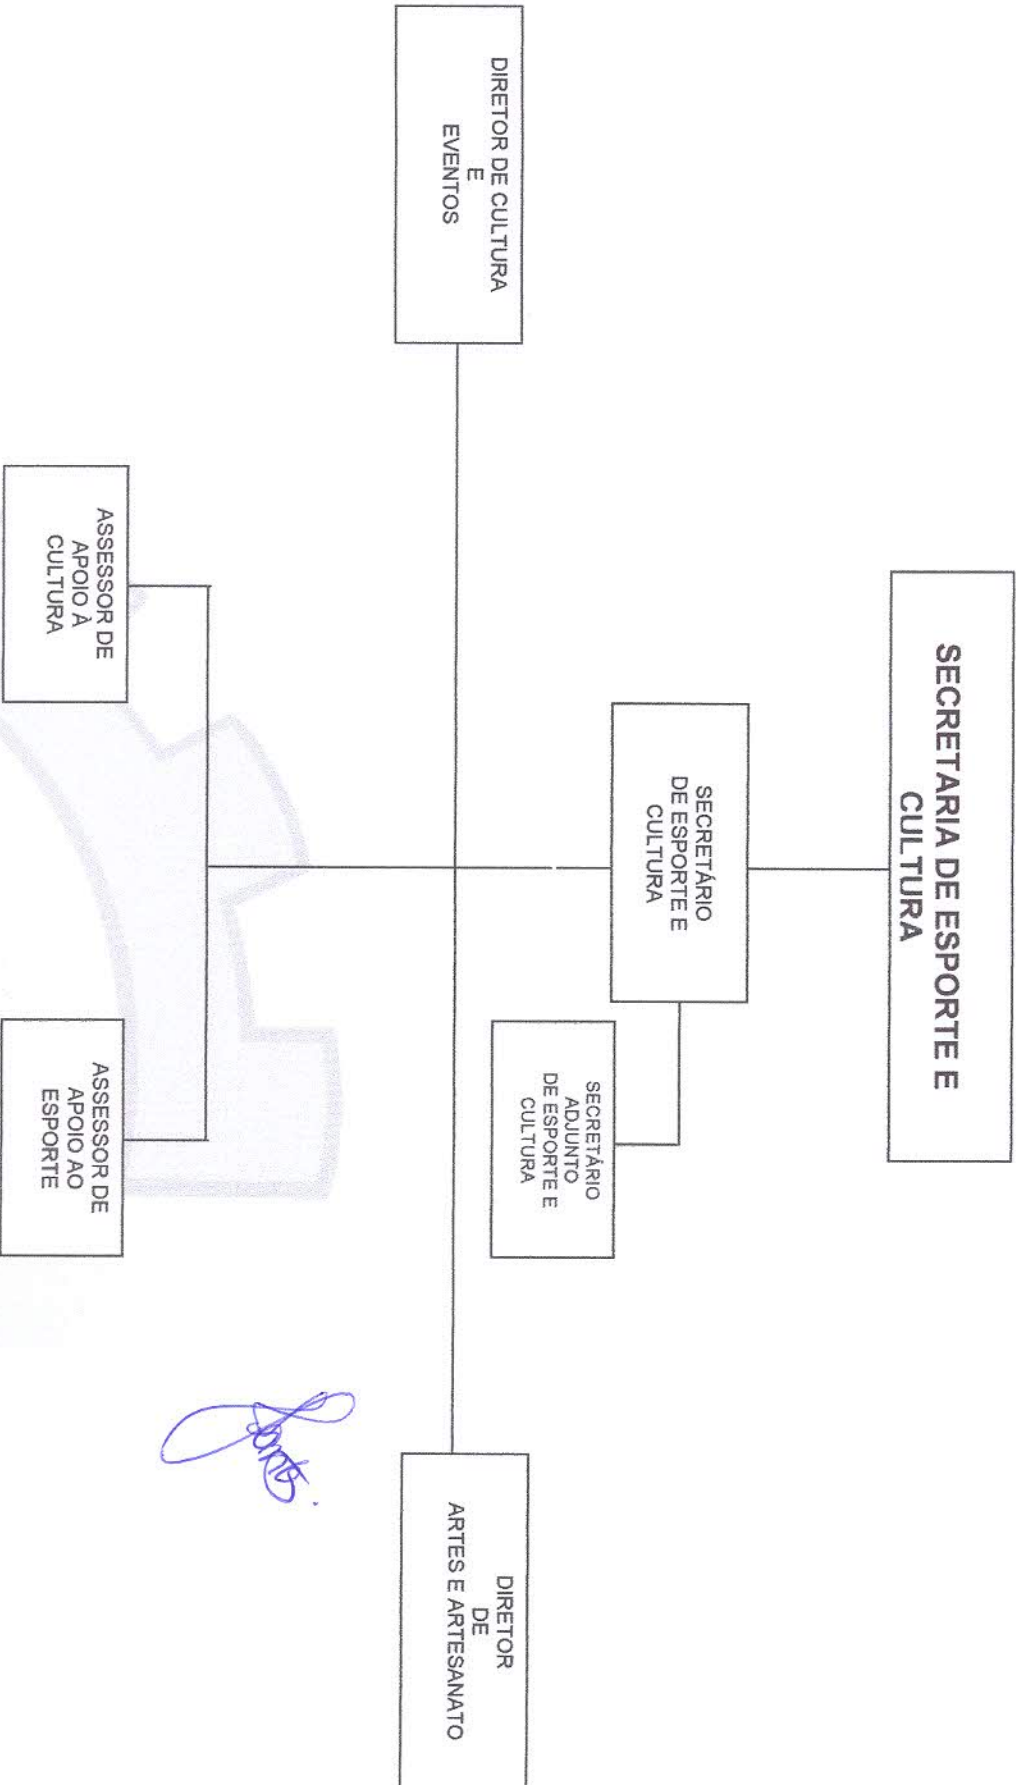 SECRETARIA DE ESPORTE E
CULTURA
SECRETÁRIO
DE ESPORTE E
CULTURA
SECRETÁRIO
ADJUNTO
DE ESPORTE E
CULTURA
DIRETOR DE CULTURA
E
EVENTOS
DIRETOR
DE
ARTES E ARTESANATO
ASSESSOR DE
APOIO À
CULTURA
ASSESSOR DE
APOIO AO
ESPORTE